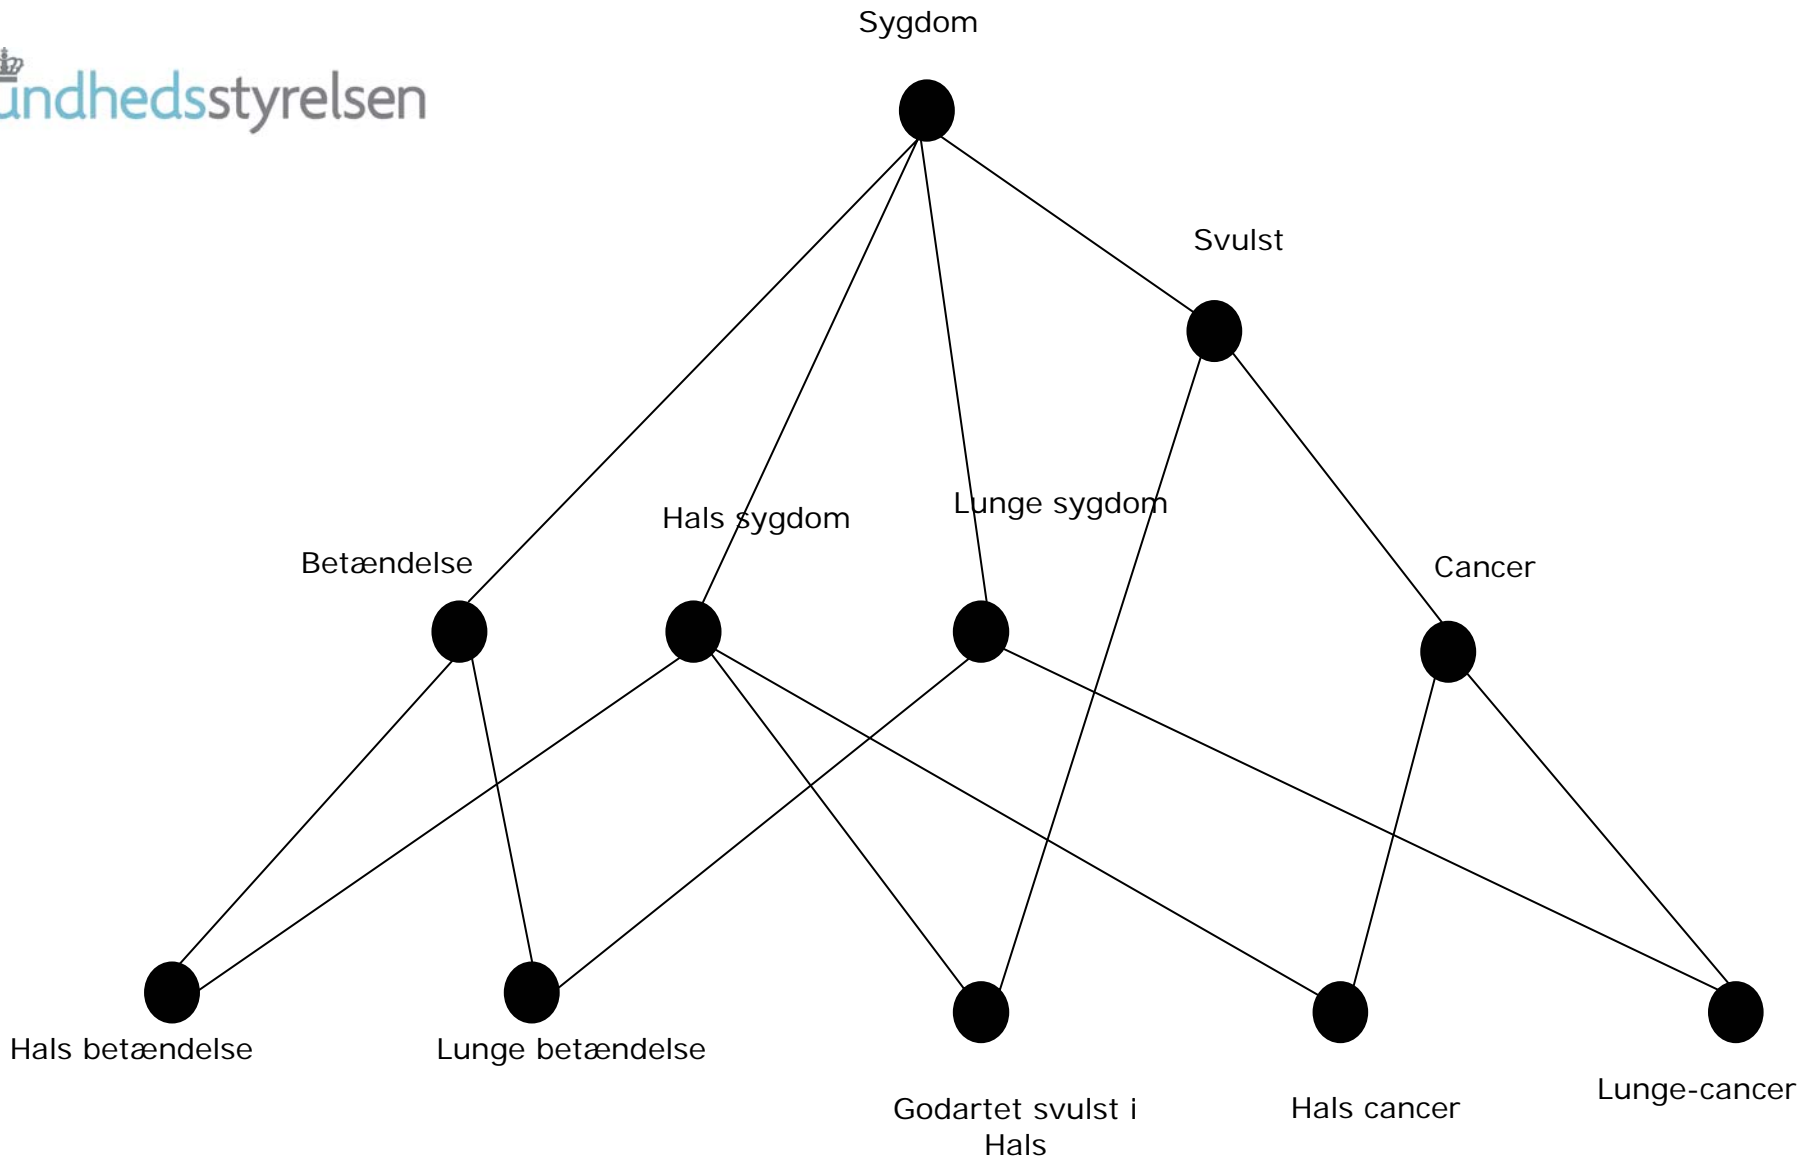 Sygdom
undhedsstyrelsen
Svulst
Lunge sygdom
Hals sygdom
Betændelse
Cancer
Hals betændelse
Lunge betændelse
Godartet svulst i
Hals
Hals cancer
Lunge-cancer